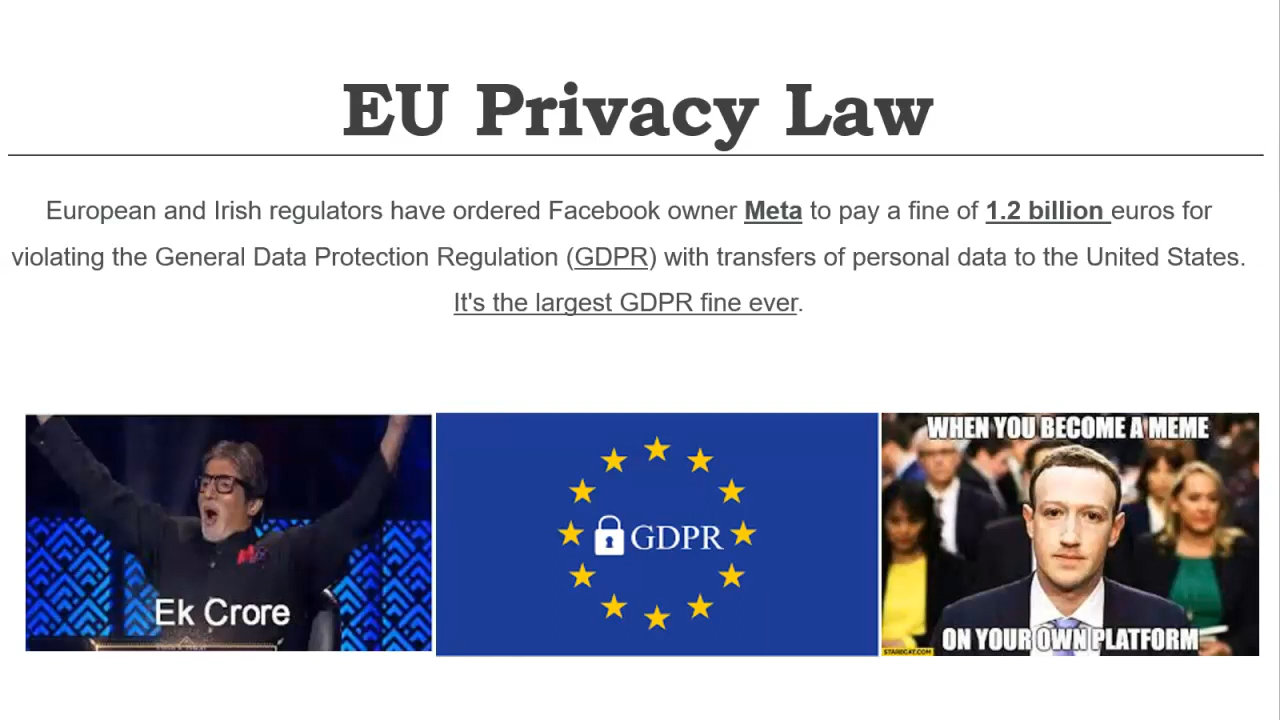 EU Privacy Law
European and Irish regulators have ordered Facebook owner Meta to pay a fine of 1.2 billion euros for
violating the General Data Protection Regulation (GDPR) with transfers of personal data to the United States.
It's the largest GDPR fine ever.
Ek Crore
GDPR
WHEN YOU BECOME A MEME
ON YOUR OWN PLATFORM
STARECAT.COM